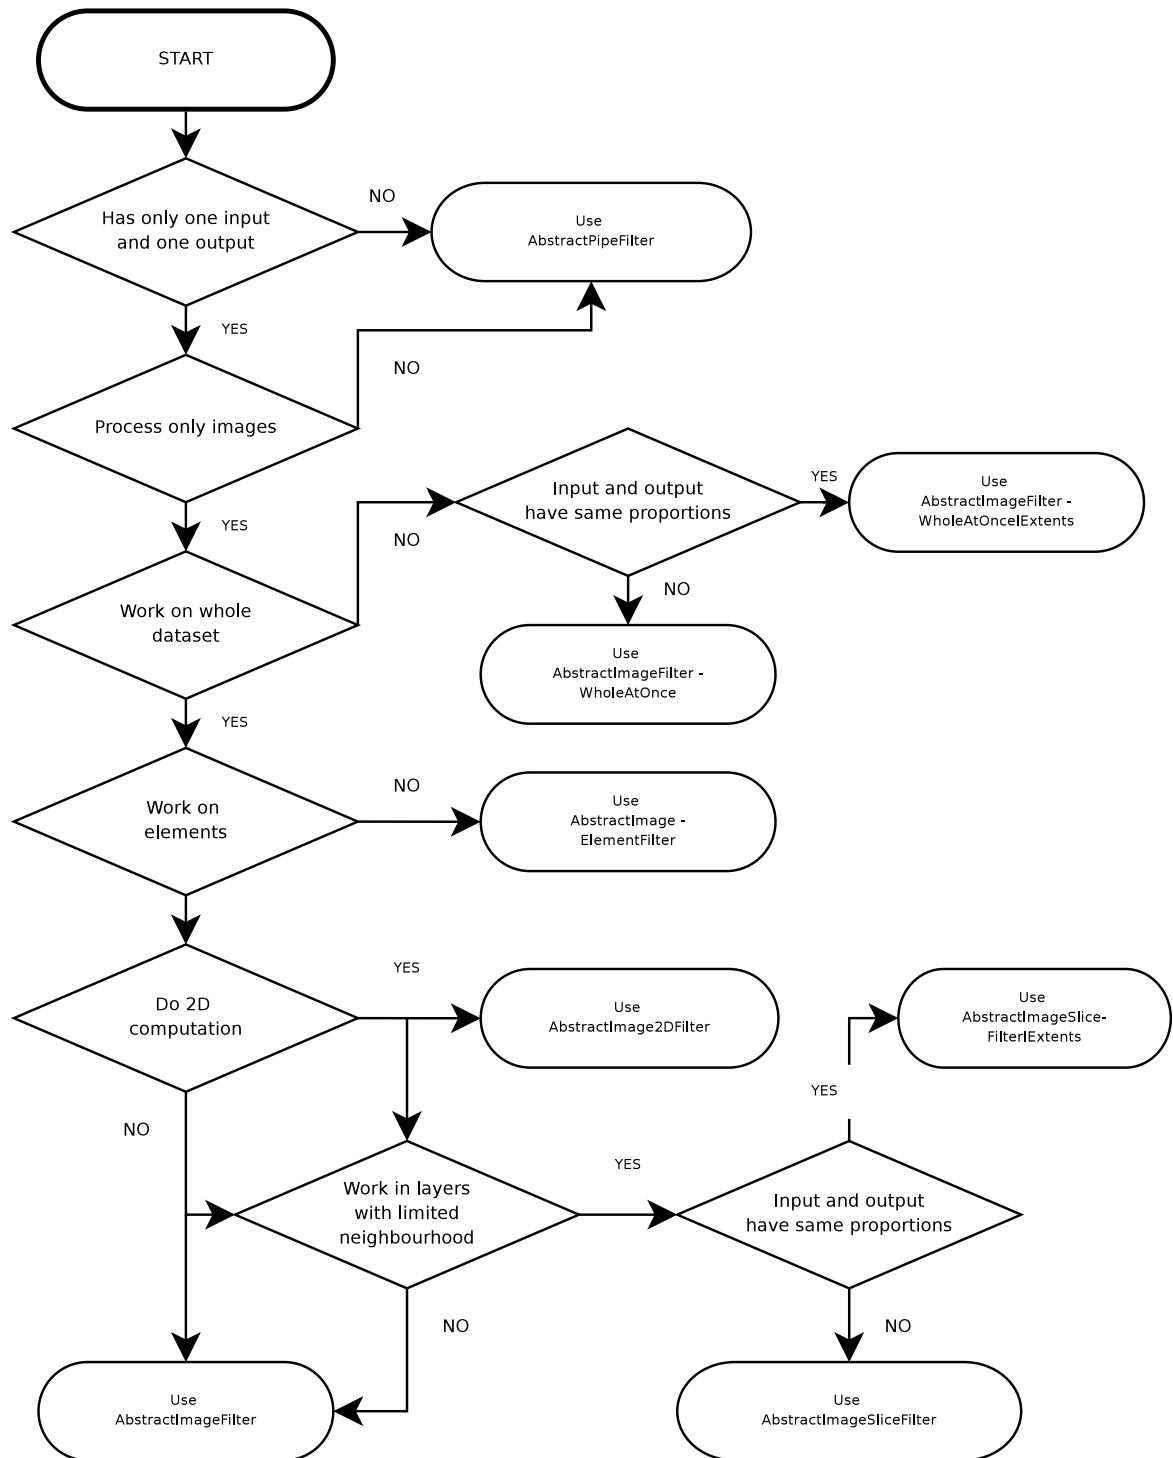 START
Has only one input
and one output
NO
Use
AbstractPipeFilter
YES
NO
Process only images
Input and output
have same proportions
YES
Use
AbstractImageFilter -
WholeAtOnceIExtents
YES
NO
Work on whole
dataset
NO
Use
AbstractImageFilter -
WholeAtOnce
YES
Work on
elements
NO
Use
AbstractImage -
ElementFilter
Do 2D
computation
YES
Use
AbstractImage2DFilter
Use
AbstractImageSlice-
FilterIExtents
YES
NO
Work in layers
with limited
neighbourhood
YES
Input and output
have same proportions
NO
NO
Use
AbstractImageFilter
Use
AbstractImageSliceFilter